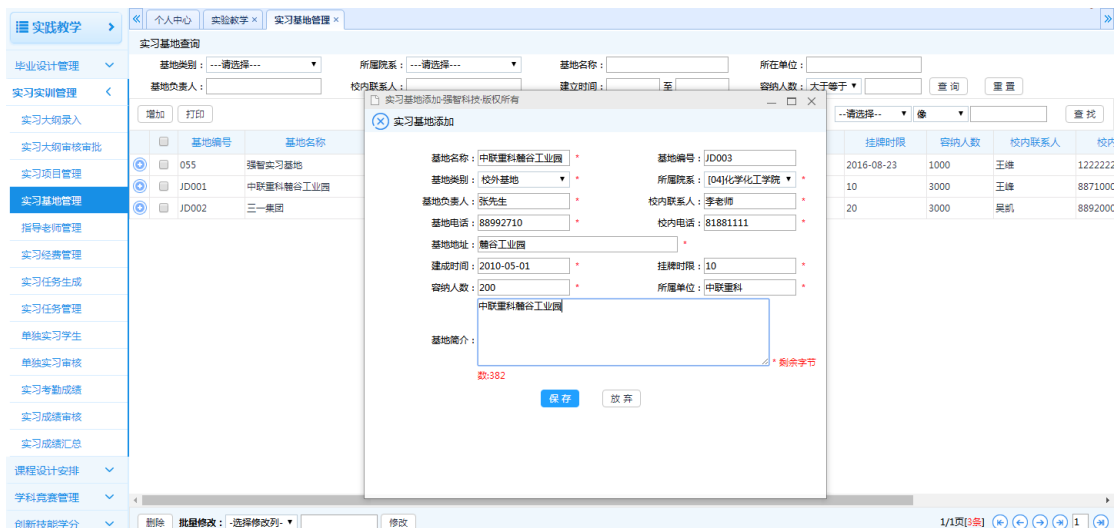 实践教学
毕业设计管理
实习实训管理
实习大纲录入
实习大纲审核审批
实习项目管理
实习基地管理
指导老师管理
实习经费管理
实习任务生成
实习任务管理
单独实习学生
单独实习审核
实习考勤成绩
实习成绩审核
实习成绩汇总
课程设计安排
学科竞赛管理
创新技能学分
个人中心 实验教学 × 实习基地管理 ×
实习基地查询
基地类别：---请选择--- 所属院系：---请选择--- 基地名称： 所在单位：
基地负责人： 校内联系人： 建立时间： 至 容纳人数：大于等于 查询 重置
增加 打印 --请选择-- 像 查找
基地编号 基地名称 挂牌时限 容纳人数 校内联系人 校内
055 强智实习基地 2016-08-23 1000 王维 1222222
JD001 中联重科麓谷工业园 10 3000 王峰 8871000
JD002 三一集团 20 3000 吴凯 8892000
实习基地添加-强智科技-版权所有
实习基地添加
基地名称：中联重科麓谷工业园 * 基地编号：JD003
基地类别：校外基地 * 所属院系：[04]化学化工学院 *
基地负责人：张先生 * 校内联系人：李老师 *
基地电话：88992710 * 校内电话：81881111 *
基地地址：麓谷工业园 *
建成时间：2010-05-01 * 挂牌时限：10 *
容纳人数：200 * 所属单位：中联重科 *
中联重科麓谷工业园
基地简介：
* 剩余字节
数:382
保存 放弃
删除 批量修改：-选择修改列- 修改 1/1页[3条] 1